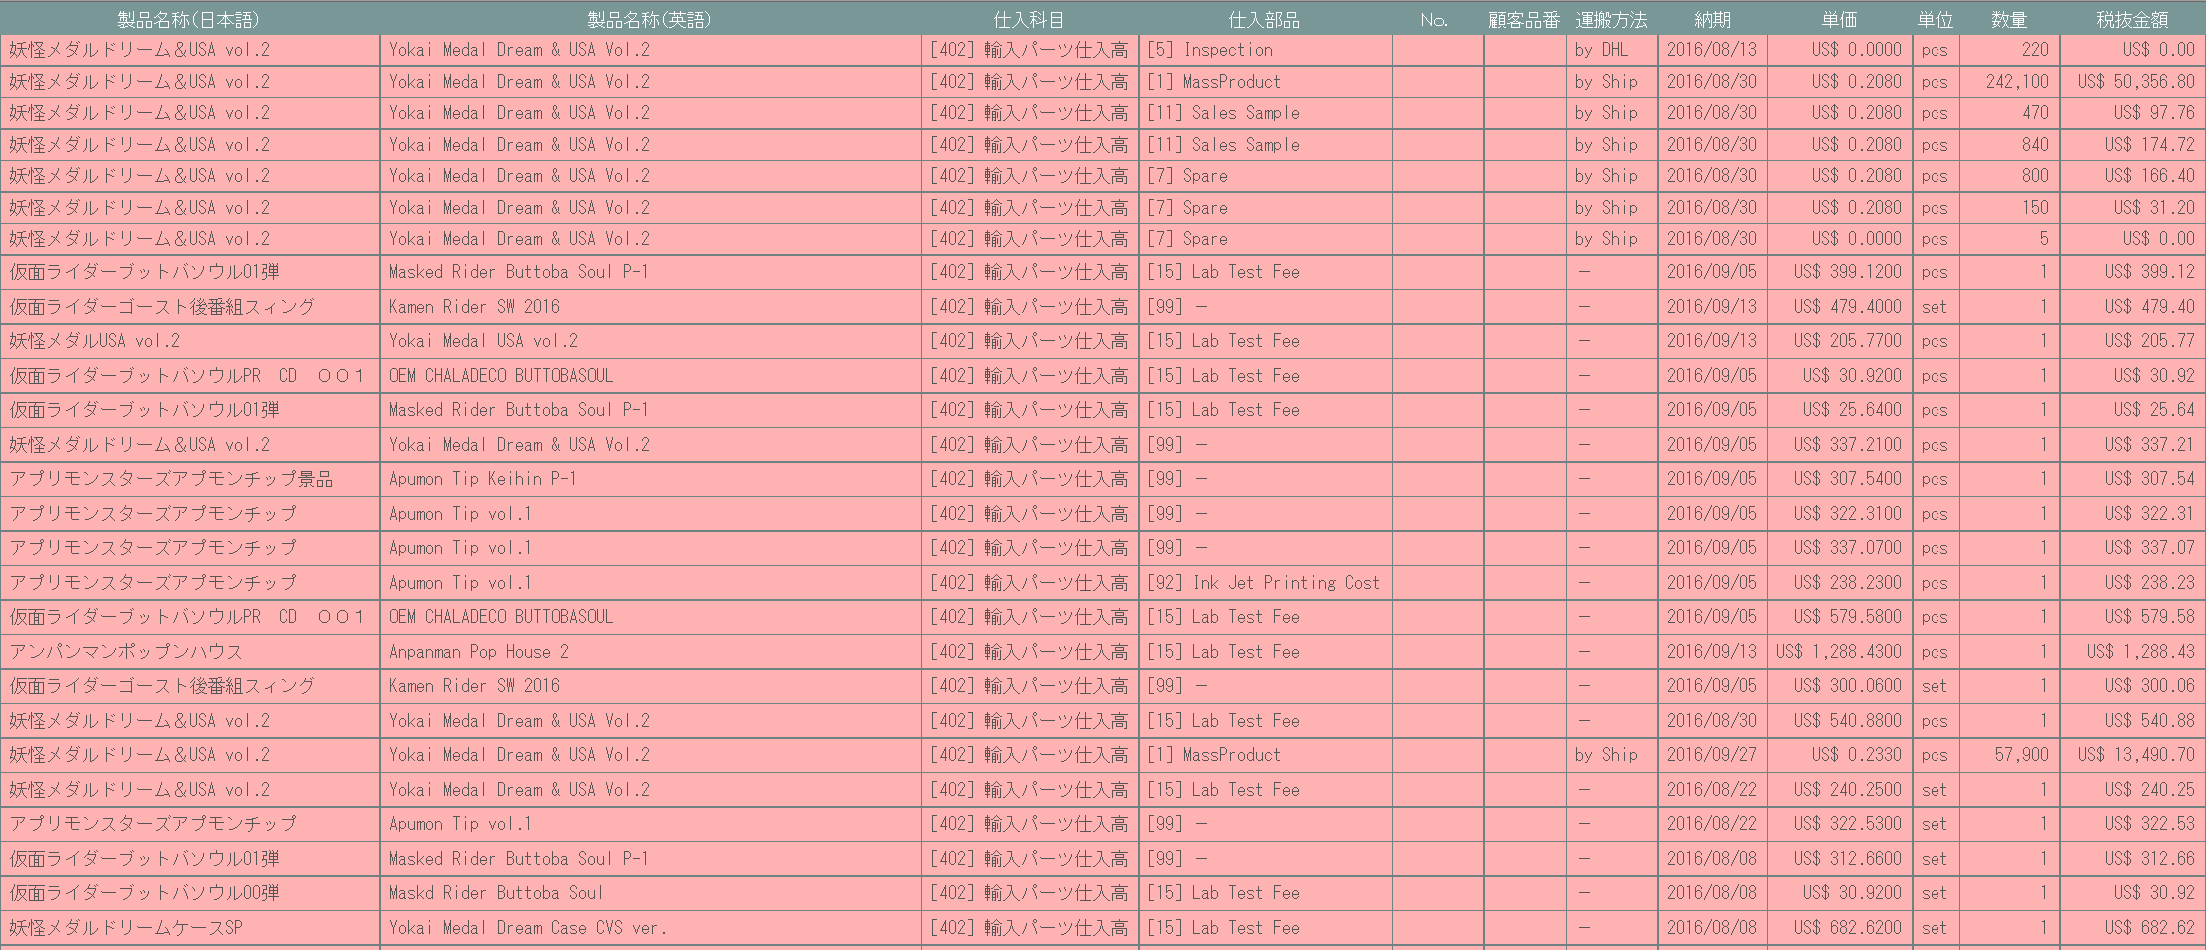 製品名称(日本語) 製品名称(英語) 仕入科目 仕入部品 No. 顧客品番 運搬方法 納期 単価 単位 数量 税抜金額
妖怪メダルドリーム＆USA vol.2 Yokai Medal Dream & USA Vol.2 [402] 輸入パーツ仕入高 [5] Inspection by DHL 2016/08/13 US$ 0.0000 pcs 220 US$ 0.00
妖怪メダルドリーム＆USA vol.2 Yokai Medal Dream & USA Vol.2 [402] 輸入パーツ仕入高 [1] MassProduct by Ship 2016/08/30 US$ 0.2080 pcs 242,100 US$ 50,356.80
妖怪メダルドリーム＆USA vol.2 Yokai Medal Dream & USA Vol.2 [402] 輸入パーツ仕入高 [11] Sales Sample by Ship 2016/08/30 US$ 0.2080 pcs 470 US$ 97.76
妖怪メダルドリーム＆USA vol.2 Yokai Medal Dream & USA Vol.2 [402] 輸入パーツ仕入高 [11] Sales Sample by Ship 2016/08/30 US$ 0.2080 pcs 840 US$ 174.72
妖怪メダルドリーム＆USA vol.2 Yokai Medal Dream & USA Vol.2 [402] 輸入パーツ仕入高 [7] Spare by Ship 2016/08/30 US$ 0.2080 pcs 800 US$ 166.40
妖怪メダルドリーム＆USA vol.2 Yokai Medal Dream & USA Vol.2 [402] 輸入パーツ仕入高 [7] Spare by Ship 2016/08/30 US$ 0.2080 pcs 150 US$ 31.20
妖怪メダルドリーム＆USA vol.2 Yokai Medal Dream & USA Vol.2 [402] 輸入パーツ仕入高 [7] Spare by Ship 2016/08/30 US$ 0.0000 pcs 5 US$ 0.00
仮面ライダーブットバソウル01弾 Masked Rider Buttoba Soul P-1 [402] 輸入パーツ仕入高 [15] Lab Test Fee － 2016/09/05 US$ 399.1200 pcs 1 US$ 399.12
仮面ライダーゴースト後番組スィング Kamen Rider SW 2016 [402] 輸入パーツ仕入高 [99] － － 2016/09/13 US$ 479.4000 set 1 US$ 479.40
妖怪メダルUSA vol.2 Yokai Medal USA vol.2 [402] 輸入パーツ仕入高 [15] Lab Test Fee － 2016/09/13 US$ 205.7700 pcs 1 US$ 205.77
仮面ライダーブットバソウルPR　CD　００１ OEM CHALADECO BUTTOBASOUL [402] 輸入パーツ仕入高 [15] Lab Test Fee － 2016/09/05 US$ 30.9200 pcs 1 US$ 30.92
仮面ライダーブットバソウル01弾 Masked Rider Buttoba Soul P-1 [402] 輸入パーツ仕入高 [15] Lab Test Fee － 2016/09/05 US$ 25.6400 pcs 1 US$ 25.64
妖怪メダルドリーム＆USA vol.2 Yokai Medal Dream & USA Vol.2 [402] 輸入パーツ仕入高 [99] － － 2016/09/05 US$ 337.2100 pcs 1 US$ 337.21
アプリモンスターズアプモンチップ景品 Apumon Tip Keihin P-1 [402] 輸入パーツ仕入高 [99] － － 2016/09/05 US$ 307.5400 pcs 1 US$ 307.54
アプリモンスターズアプモンチップ Apumon Tip vol.1 [402] 輸入パーツ仕入高 [99] － － 2016/09/05 US$ 322.3100 pcs 1 US$ 322.31
アプリモンスターズアプモンチップ Apumon Tip vol.1 [402] 輸入パーツ仕入高 [99] － － 2016/09/05 US$ 337.0700 pcs 1 US$ 337.07
アプリモンスターズアプモンチップ Apumon Tip vol.1 [402] 輸入パーツ仕入高 [92] Ink Jet Printing Cost － 2016/09/05 US$ 238.2300 pcs 1 US$ 238.23
仮面ライダーブットバソウルPR　CD　００１ OEM CHALADECO BUTTOBASOUL [402] 輸入パーツ仕入高 [15] Lab Test Fee － 2016/09/05 US$ 579.5800 pcs 1 US$ 579.58
アンパンマンポップンハウス Anpanman Pop House 2 [402] 輸入パーツ仕入高 [15] Lab Test Fee － 2016/09/13 US$ 1,288.4300 pcs 1 US$ 1,288.43
仮面ライダーゴースト後番組スィング Kamen Rider SW 2016 [402] 輸入パーツ仕入高 [99] － － 2016/09/05 US$ 300.0600 set 1 US$ 300.06
妖怪メダルドリーム＆USA vol.2 Yokai Medal Dream & USA Vol.2 [402] 輸入パーツ仕入高 [15] Lab Test Fee － 2016/08/30 US$ 540.8800 pcs 1 US$ 540.88
妖怪メダルドリーム＆USA vol.2 Yokai Medal Dream & USA Vol.2 [402] 輸入パーツ仕入高 [1] MassProduct by Ship 2016/09/27 US$ 0.2330 pcs 57,900 US$ 13,490.70
妖怪メダルドリーム＆USA vol.2 Yokai Medal Dream & USA Vol.2 [402] 輸入パーツ仕入高 [15] Lab Test Fee － 2016/08/22 US$ 240.2500 set 1 US$ 240.25
アプリモンスターズアプモンチップ Apumon Tip vol.1 [402] 輸入パーツ仕入高 [99] － － 2016/08/22 US$ 322.5300 set 1 US$ 322.53
仮面ライダーブットバソウル01弾 Masked Rider Buttoba Soul P-1 [402] 輸入パーツ仕入高 [99] － － 2016/08/08 US$ 312.6600 set 1 US$ 312.66
仮面ライダーブットバソウル00弾 Maskd Rider Buttoba Soul [402] 輸入パーツ仕入高 [15] Lab Test Fee － 2016/08/08 US$ 30.9200 set 1 US$ 30.92
妖怪メダルドリームケースSP Yokai Medal Dream Case CVS ver. [402] 輸入パーツ仕入高 [15] Lab Test Fee － 2016/08/08 US$ 682.6200 set 1 US$ 682.62